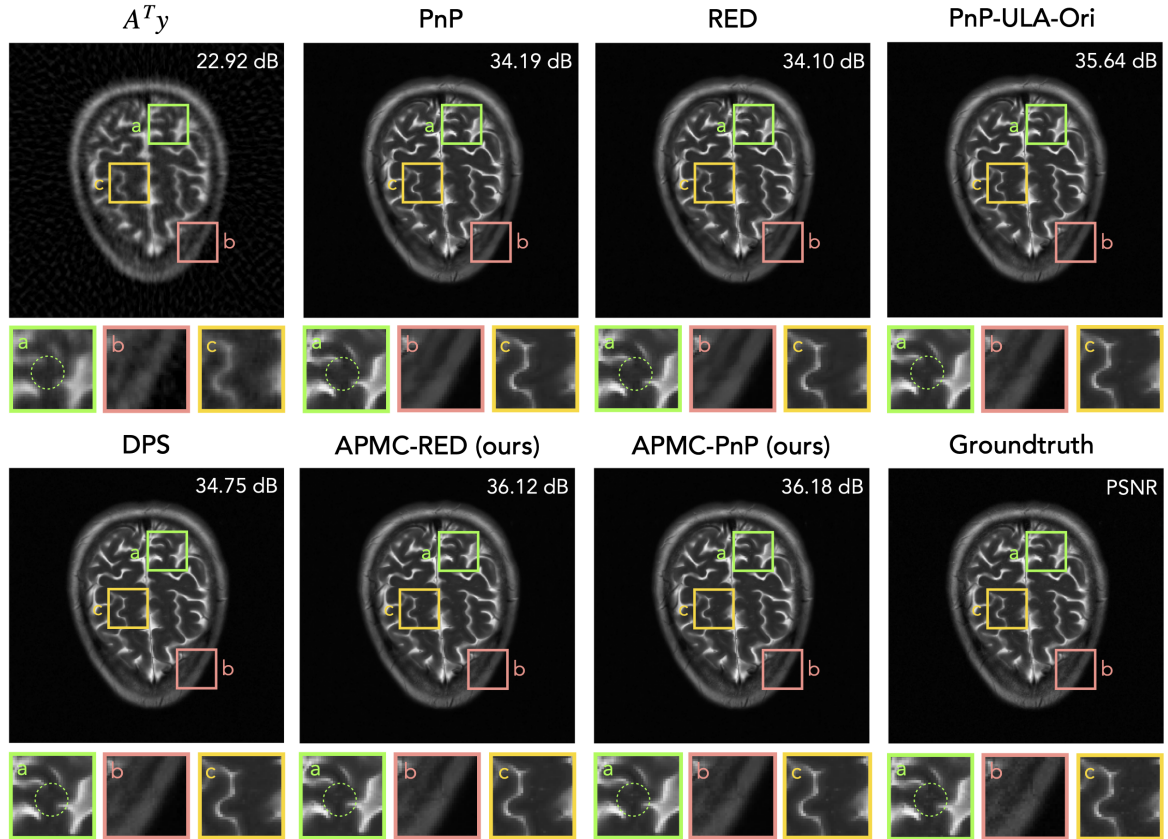 Aᵀy
PnP
RED
PnP-ULA-Ori
22.92 dB
34.19 dB
34.10 dB
35.64 dB
a
a
a
a
c
c
c
c
b
b
b
b
a
b
c
a
b
c
a
b
c
a
b
c
DPS
APMC-RED (ours)
APMC-PnP (ours)
Groundtruth
34.75 dB
36.12 dB
36.18 dB
PSNR
a
a
a
a
c
c
c
c
b
b
b
b
a
b
c
a
b
c
a
b
c
a
b
c